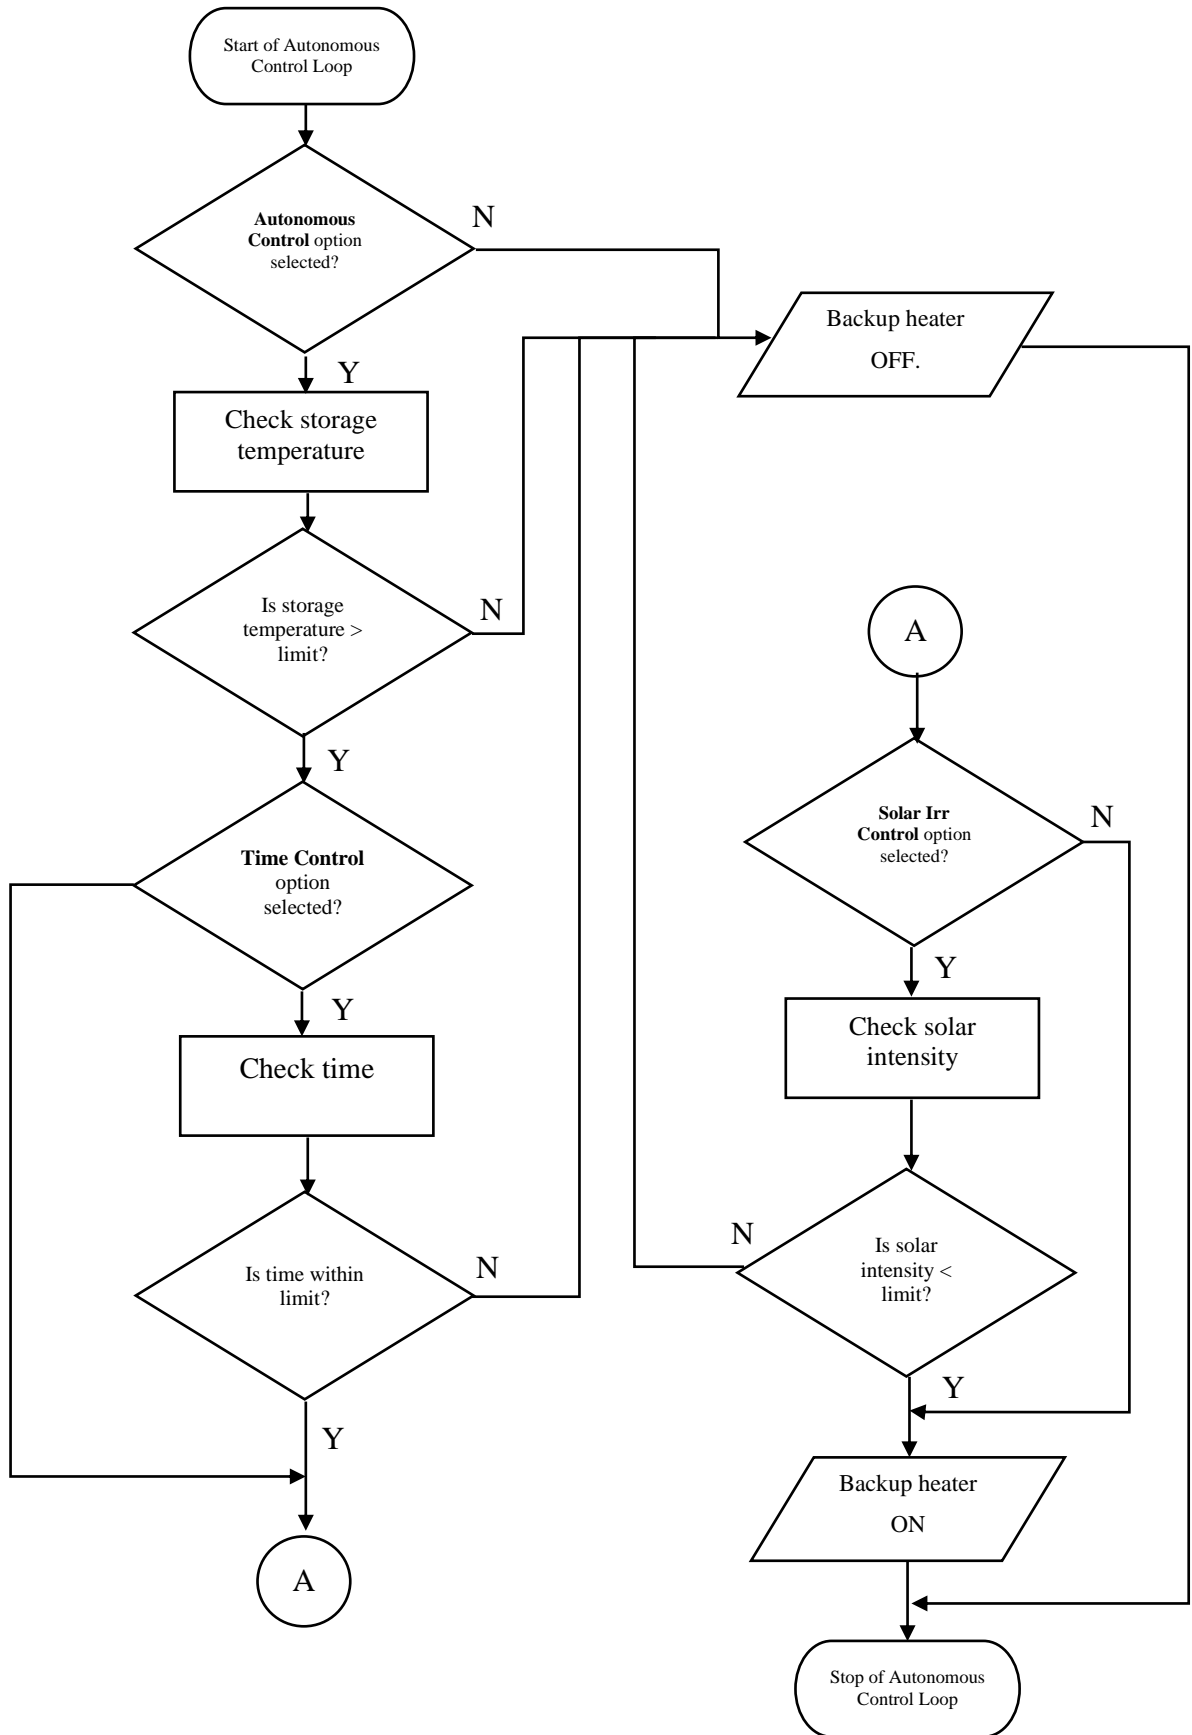 Start of Autonomous
Control Loop
Autonomous
Control option
selected?
N
Y
Backup heater
OFF.
Check storage
temperature
Is storage
temperature >
limit?
N
Y
Time Control
option
selected?
Y
Check time
Is time within
limit?
N
Y
A
A
Solar Irr
Control option
selected?
N
Y
Check solar
intensity
Is solar
intensity <
limit?
N
Y
Backup heater
ON
Stop of Autonomous
Control Loop